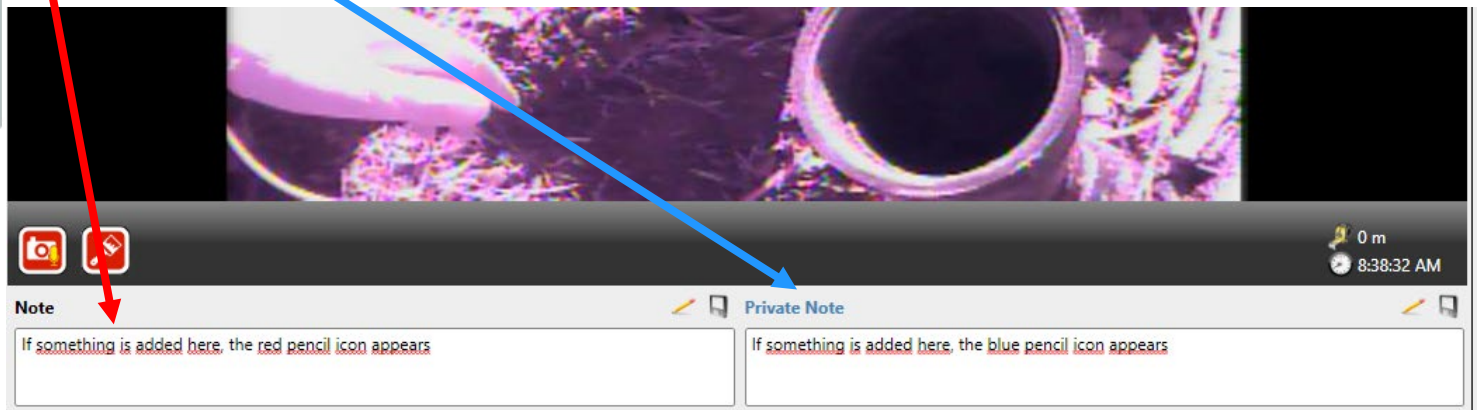 0 m
8:38:32 AM
Note
Private Note
If something is added here, the red pencil icon appears
If something is added here, the blue pencil icon appears